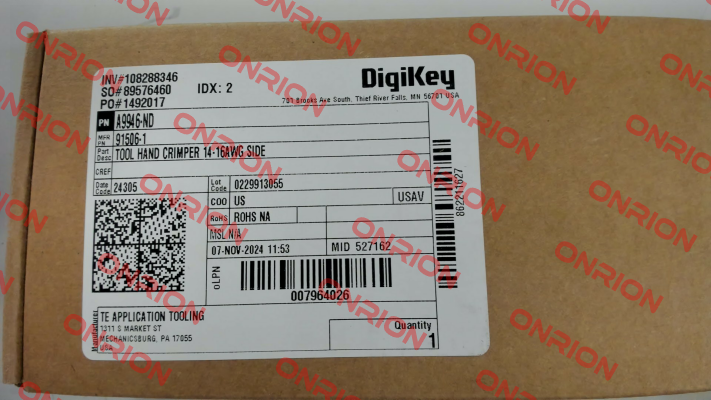 INV#108288346
SO#89576460 IDX: 2
PO#1492017
DigiKey
701 Brooks Ave South, Thief River Falls, MN 56701 USA
PN A9946-ND
MFR PN 91506-1
Part Desc TOOL HAND CRIMPER 14-16AWG SIDE
CREF
Date Code 24305
Lot Code 0229913055
COO US USAV
RoHS ROHS NA
MSL N/A
07-NOV-2024 11:53 MID 527162
oLPN
007964026
862211627
Manufacturer
TE APPLICATION TOOLING
1311 S MARKET ST
MECHANICSBURG, PA 17055
USA
Quantity
1
ONRION